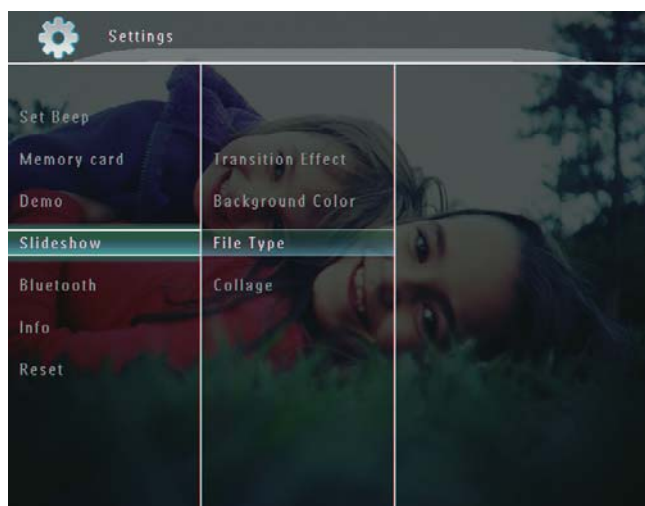 Settings
Set Beep
Memory card
Demo
Slideshow
Bluetooth
Info
Reset
Transition Effect
Background Color
File Type
Collage